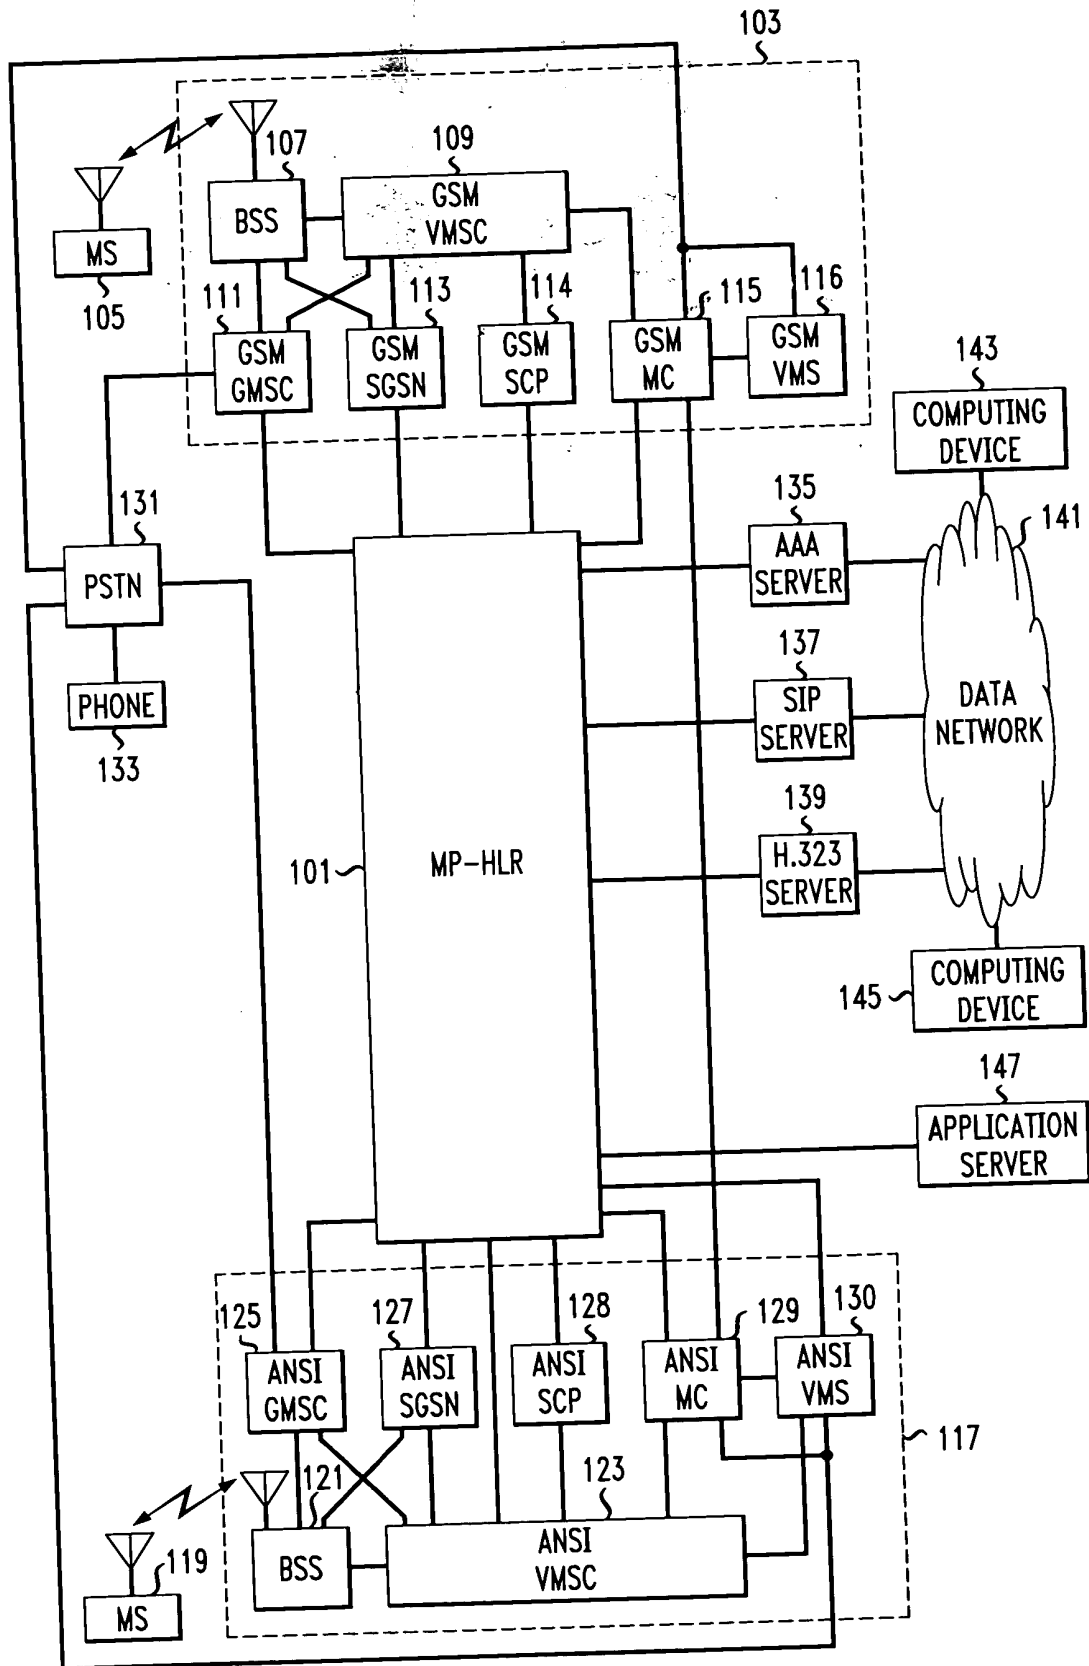 103
107
109
BSS
GSM
VMSC
MS
105
111
113
114
115
116
GSM
GMSC
GSM
SGSN
GSM
SCP
GSM
MC
GSM
VMS
143
COMPUTING
DEVICE
131
PSTN
135
AAA
SERVER
141
PHONE
133
137
SIP
SERVER
DATA
NETWORK
101
MP-HLR
139
H.323
SERVER
145
COMPUTING
DEVICE
147
APPLICATION
SERVER
125
127
128
129
130
ANSI
GMSC
ANSI
SGSN
ANSI
SCP
ANSI
MC
ANSI
VMS
117
121
123
BSS
ANSI
VMSC
119
MS